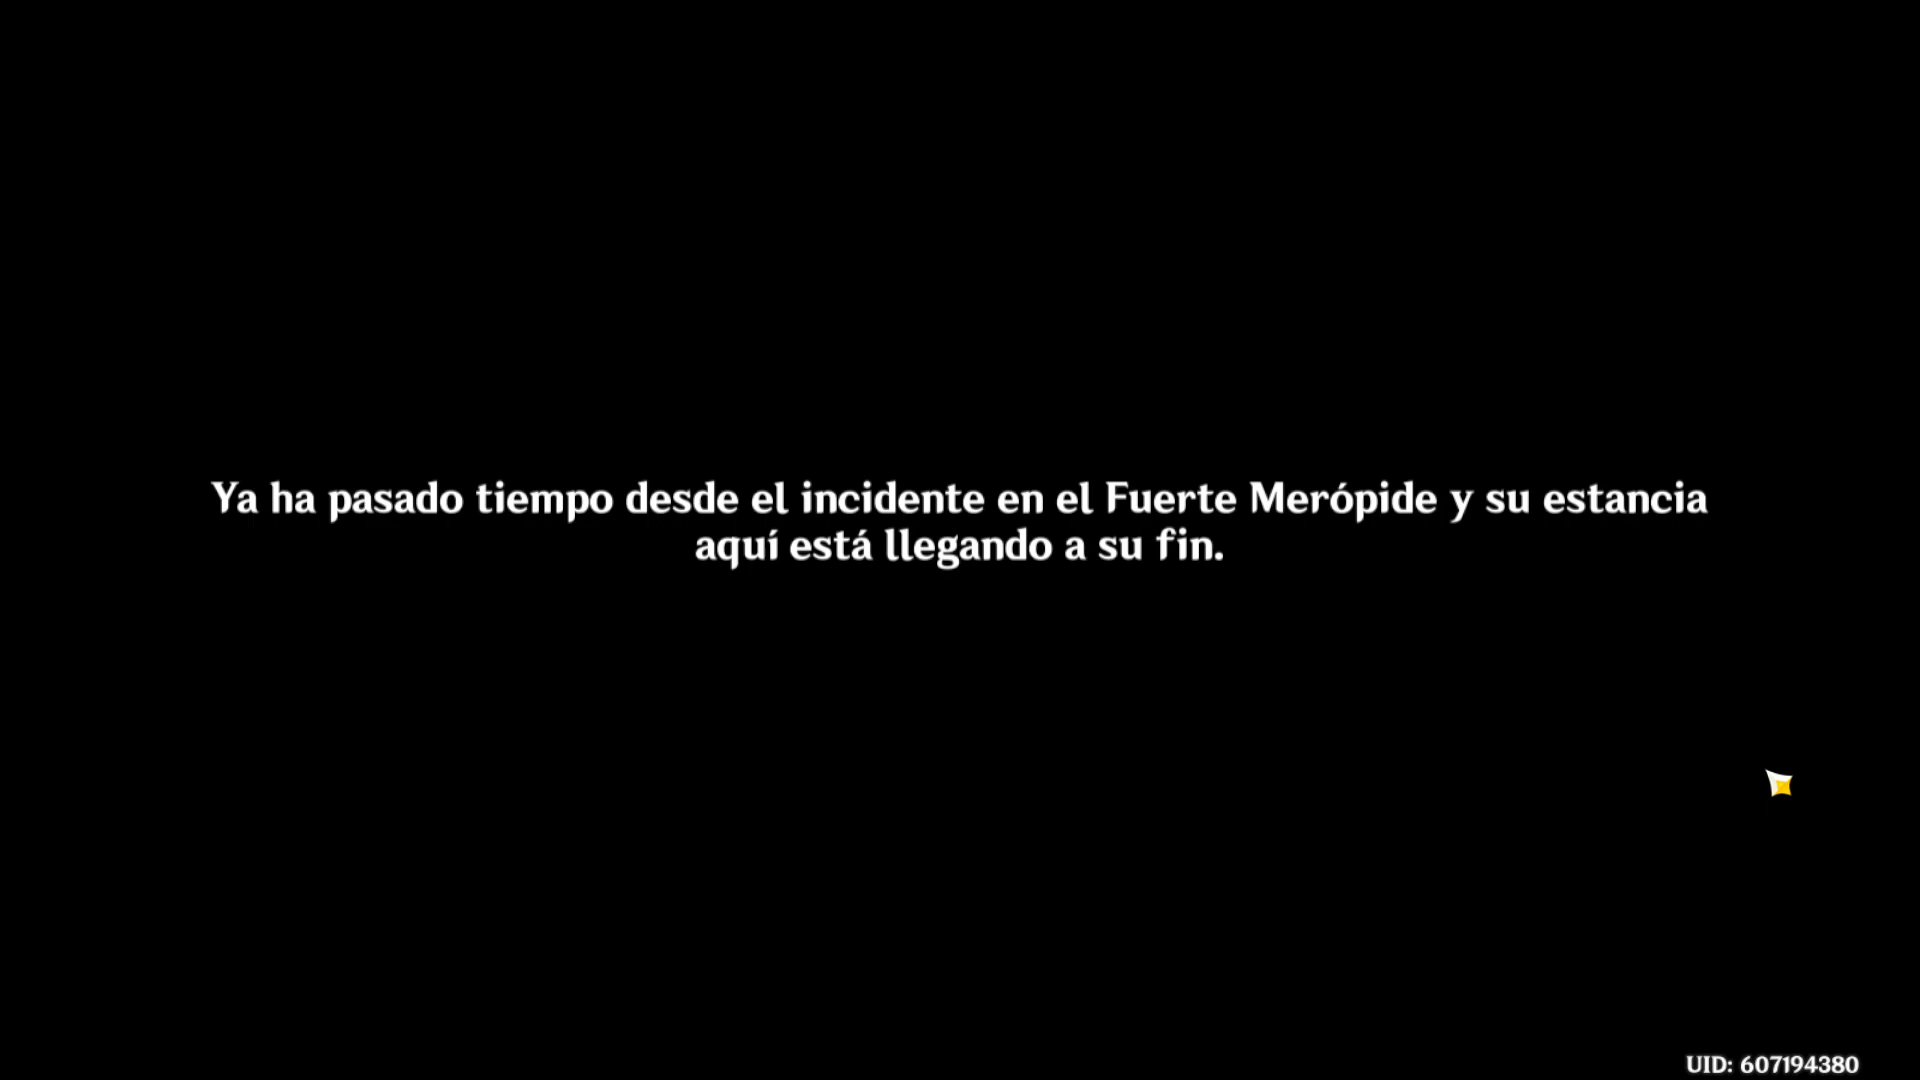 Ya ha pasado tiempo desde el incidente en el Fuerte Merópide y su estancia
aquí está llegando a su fin.
UID: 607194380